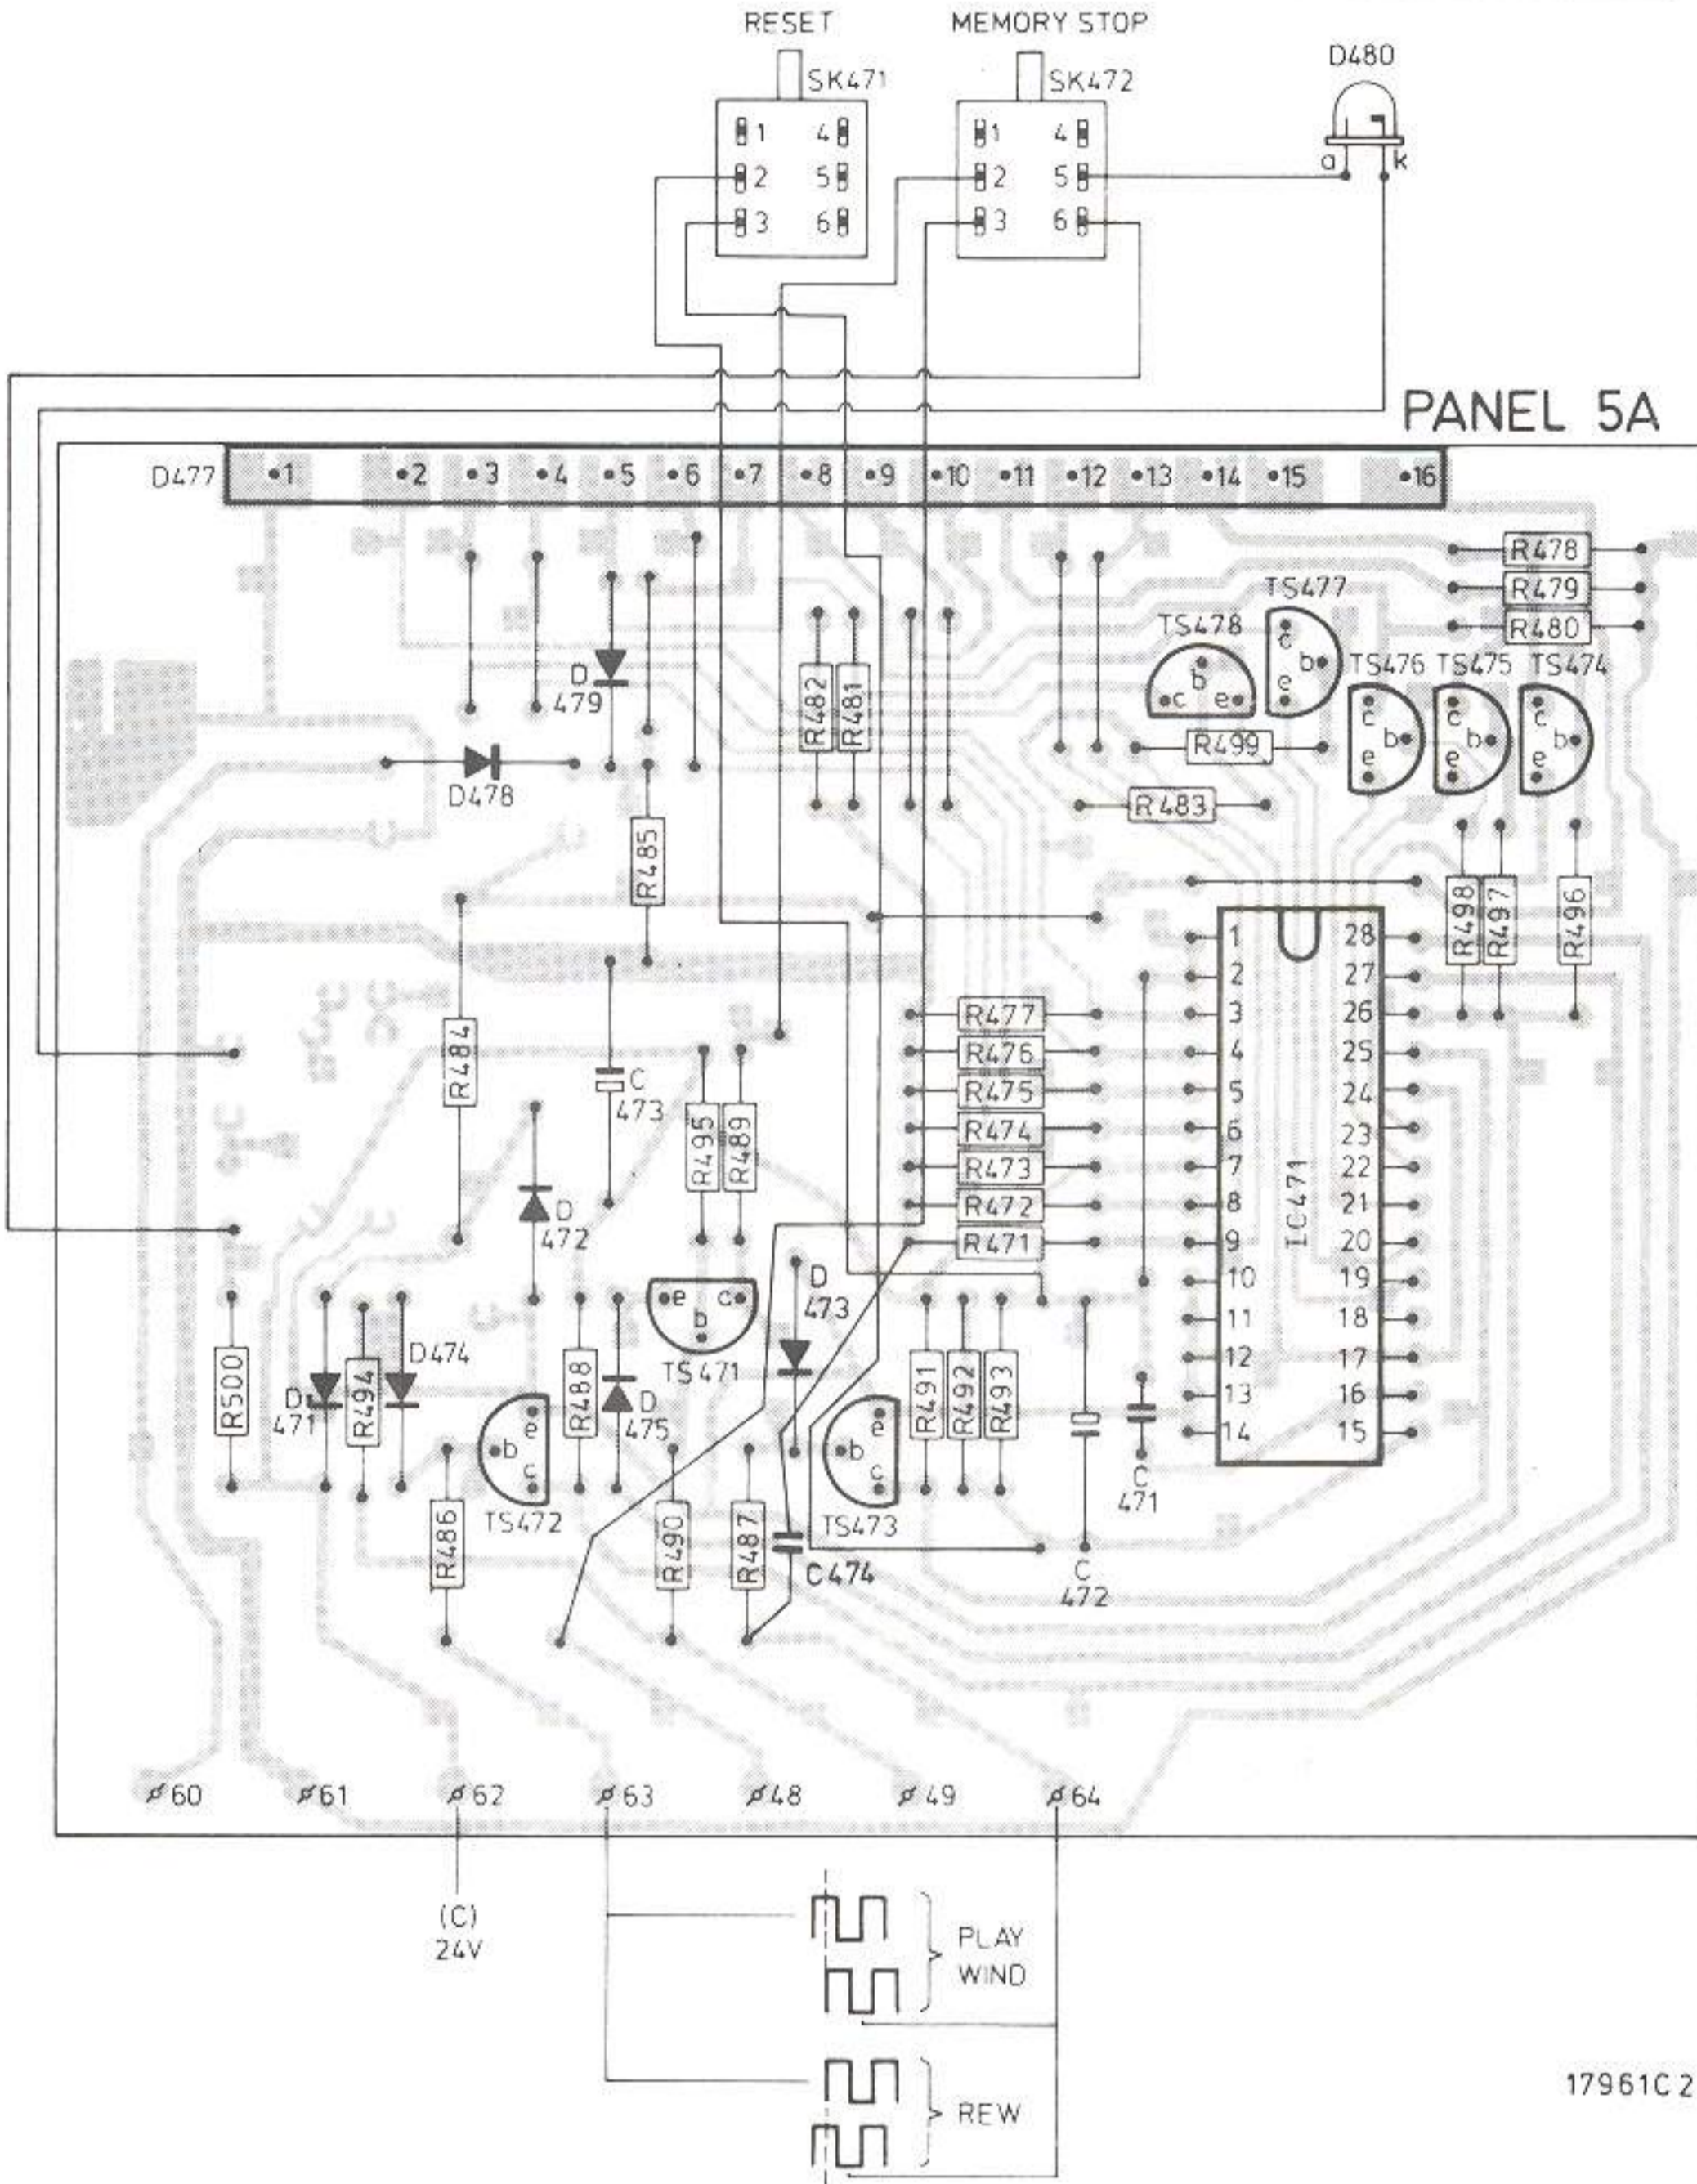 RESET MEMORY STOP
D480
SK471 SK472
1 4 1 4
a k
2 5 2 5
3 6 3 6
PANEL 5A
D477 1 2 3 4 5 6 7 8 9 10 11 12 13 14 15 16
R478
TS477
R479
TS478 c
R480
b b
TS476 TS475 TS474
D
479
R482 R481
c e e
c c c
R499
b b b
e e e
D478
R483
R485
R498 R497 R496
1 28
2 27
R484
R477 3 26
R476 4 25
C
473
R475 5 24
R495 R489
R474 6 23
R473 7 22
D
472
R472 8 21
IC471
R471 9 20
D
473
10 19
e c
b
11 18
R500
D
471
R494
D474
R488
D
475
TS471
R491 R492 R493
12 17
13 16
e
b
c
e
b
c
14 15
C
471
TS472
TS473
R486
R490 R487
C474
C
472
60 61 62 63 48 49 64
(C)
24V
PLAY
WIND
REW
17961C2